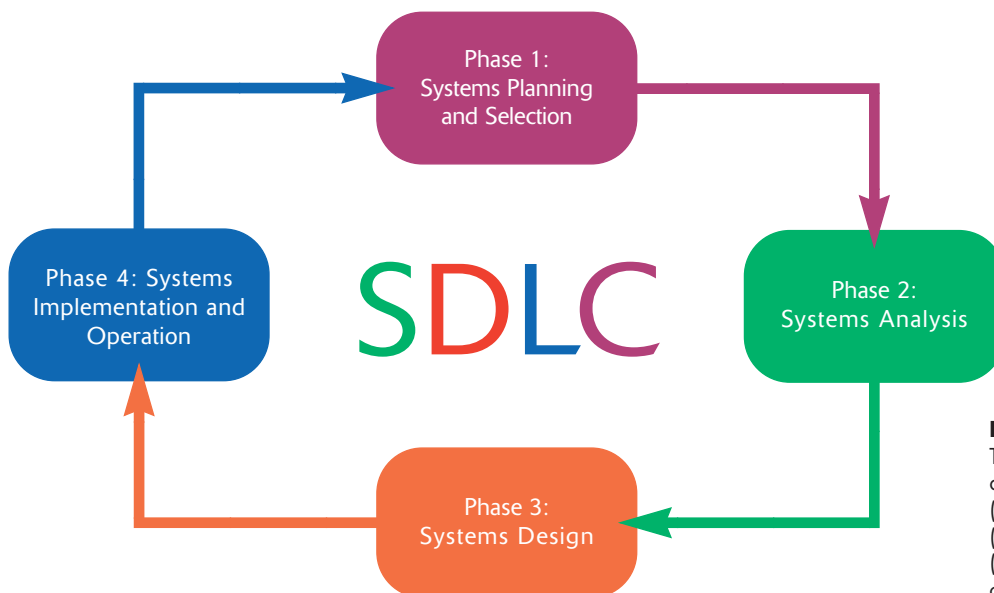 Phase 1:
Systems Planning
and Selection
Phase 2:
Systems Analysis
SDLC
Phase 4: Systems
Implementation and
Operation
Phase 3:
Systems Design